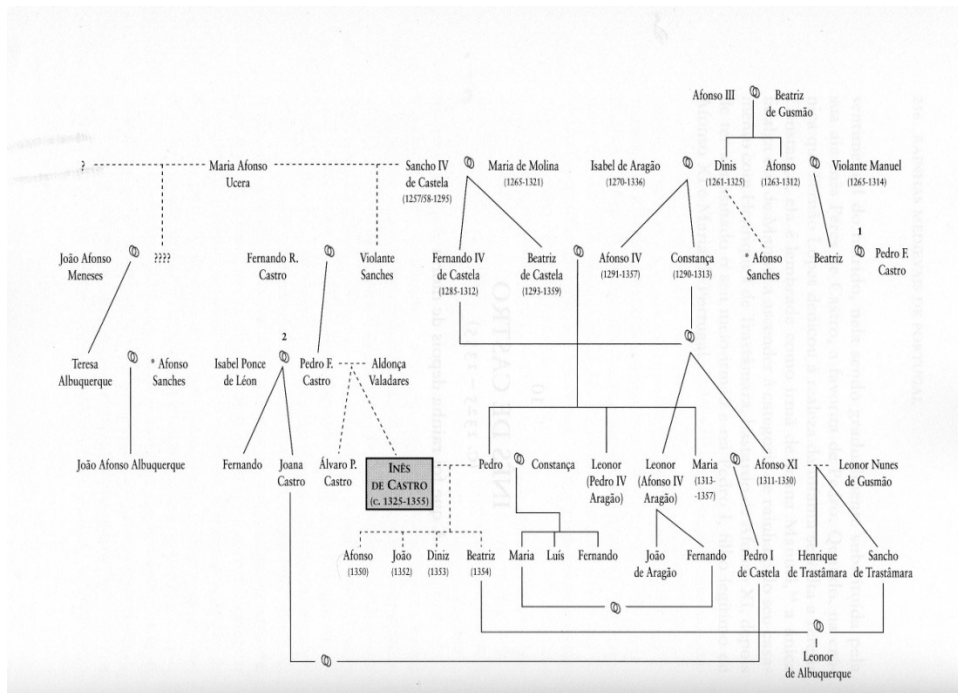 Afonso III Beatriz
de Gusmão
? Maria Afonso Sancho IV Maria de Molina Isabel de Aragão Dinis Afonso Violante Manuel
Ucera de Castela (1265-1321) (1270-1336) (1261-1325) (1263-1312) (1265-1314)
(1257/58-1295)
1
João Afonso ???? Fernando R. Violante Fernando IV Beatriz Afonso IV Constança * Afonso Beatriz Pedro F.
Meneses Castro Sanches de Castela de Castela (1291-1357) (1290-1313) Sanches Castro
(1285-1312) (1293-1359)
2
Teresa * Afonso Isabel Ponce Pedro F. Aldonça
Albuquerque Sanches de Léon Castro Valadares
João Afonso Albuquerque Fernando Joana Álvaro P. INÊS Pedro Constança Leonor Leonor Maria Afonso XI Leonor Nunes
Castro Castro DE CASTRO (Pedro IV (Afonso IV (1313- (1311-1350) de Gusmão
(C. 1325-1355) Aragão) Aragão) -1357)
Afonso João Diniz Beatriz Maria Luís Fernando João Fernando Pedro I Henrique Sancho
(1350) (1352) (1353) (1354) de Aragão de Castela de Trastâmara de Trastâmara
Leonor
de Albuquerque